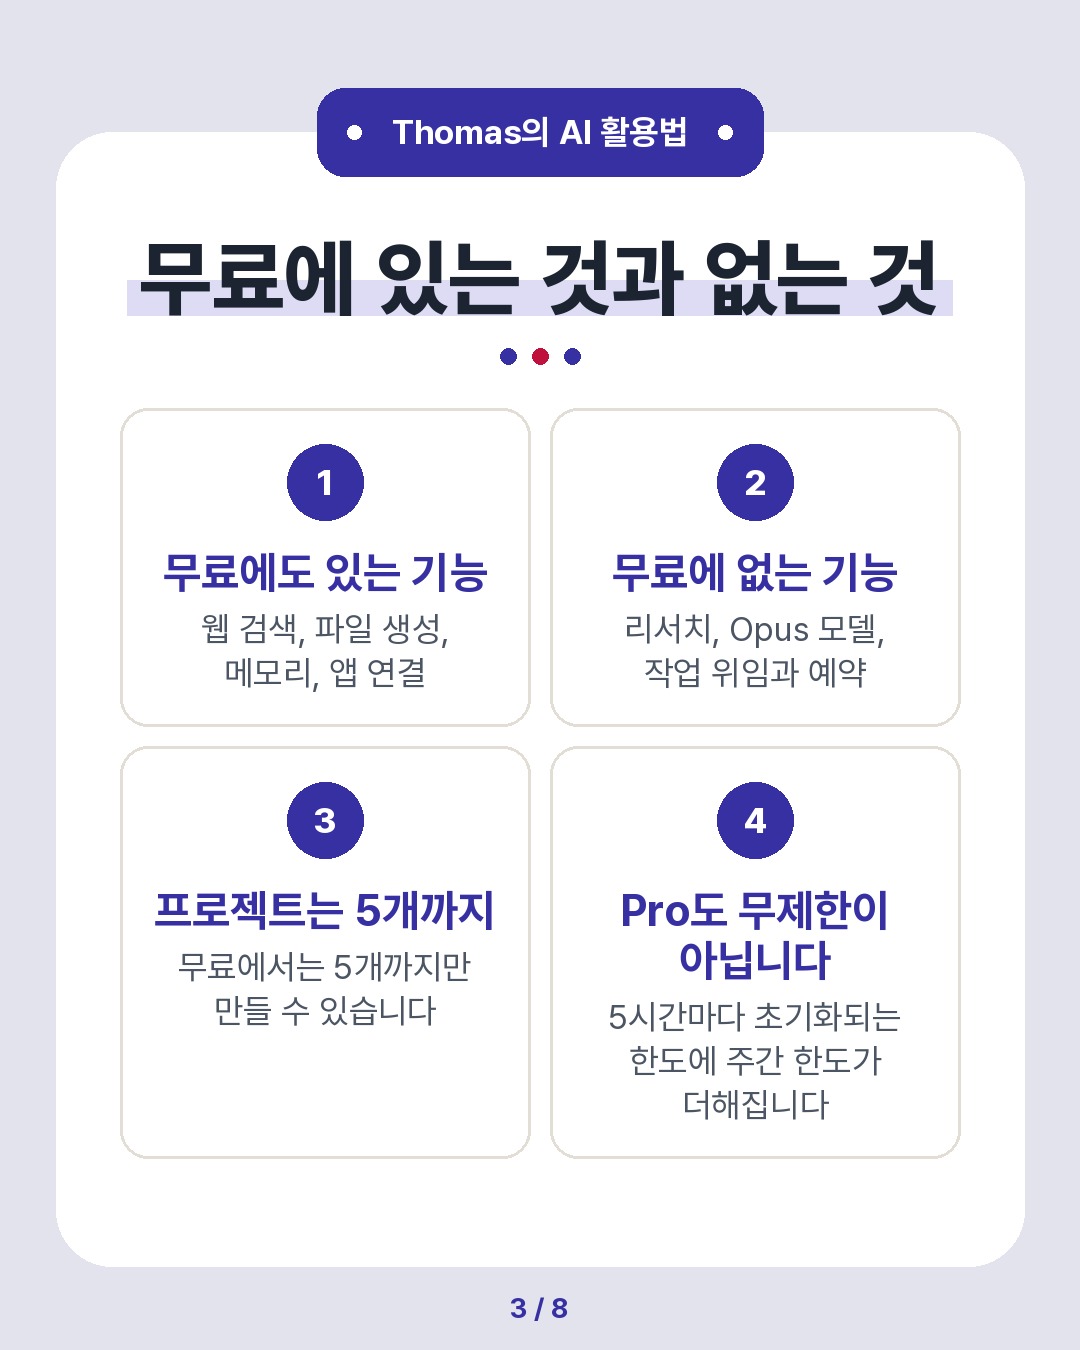 Thomas의 AI 활용법
무료에 있는 것과 없는 것
1
무료에도 있는 기능
웹 검색, 파일 생성,
메모리, 앱 연결
2
무료에 없는 기능
리서치, Opus 모델,
작업 위임과 예약
3
프로젝트는 5개까지
무료에서는 5개까지만
만들 수 있습니다
4
Pro도 무제한이
아닙니다
5시간마다 초기화되는
한도에 주간 한도가
더해집니다
3 / 8